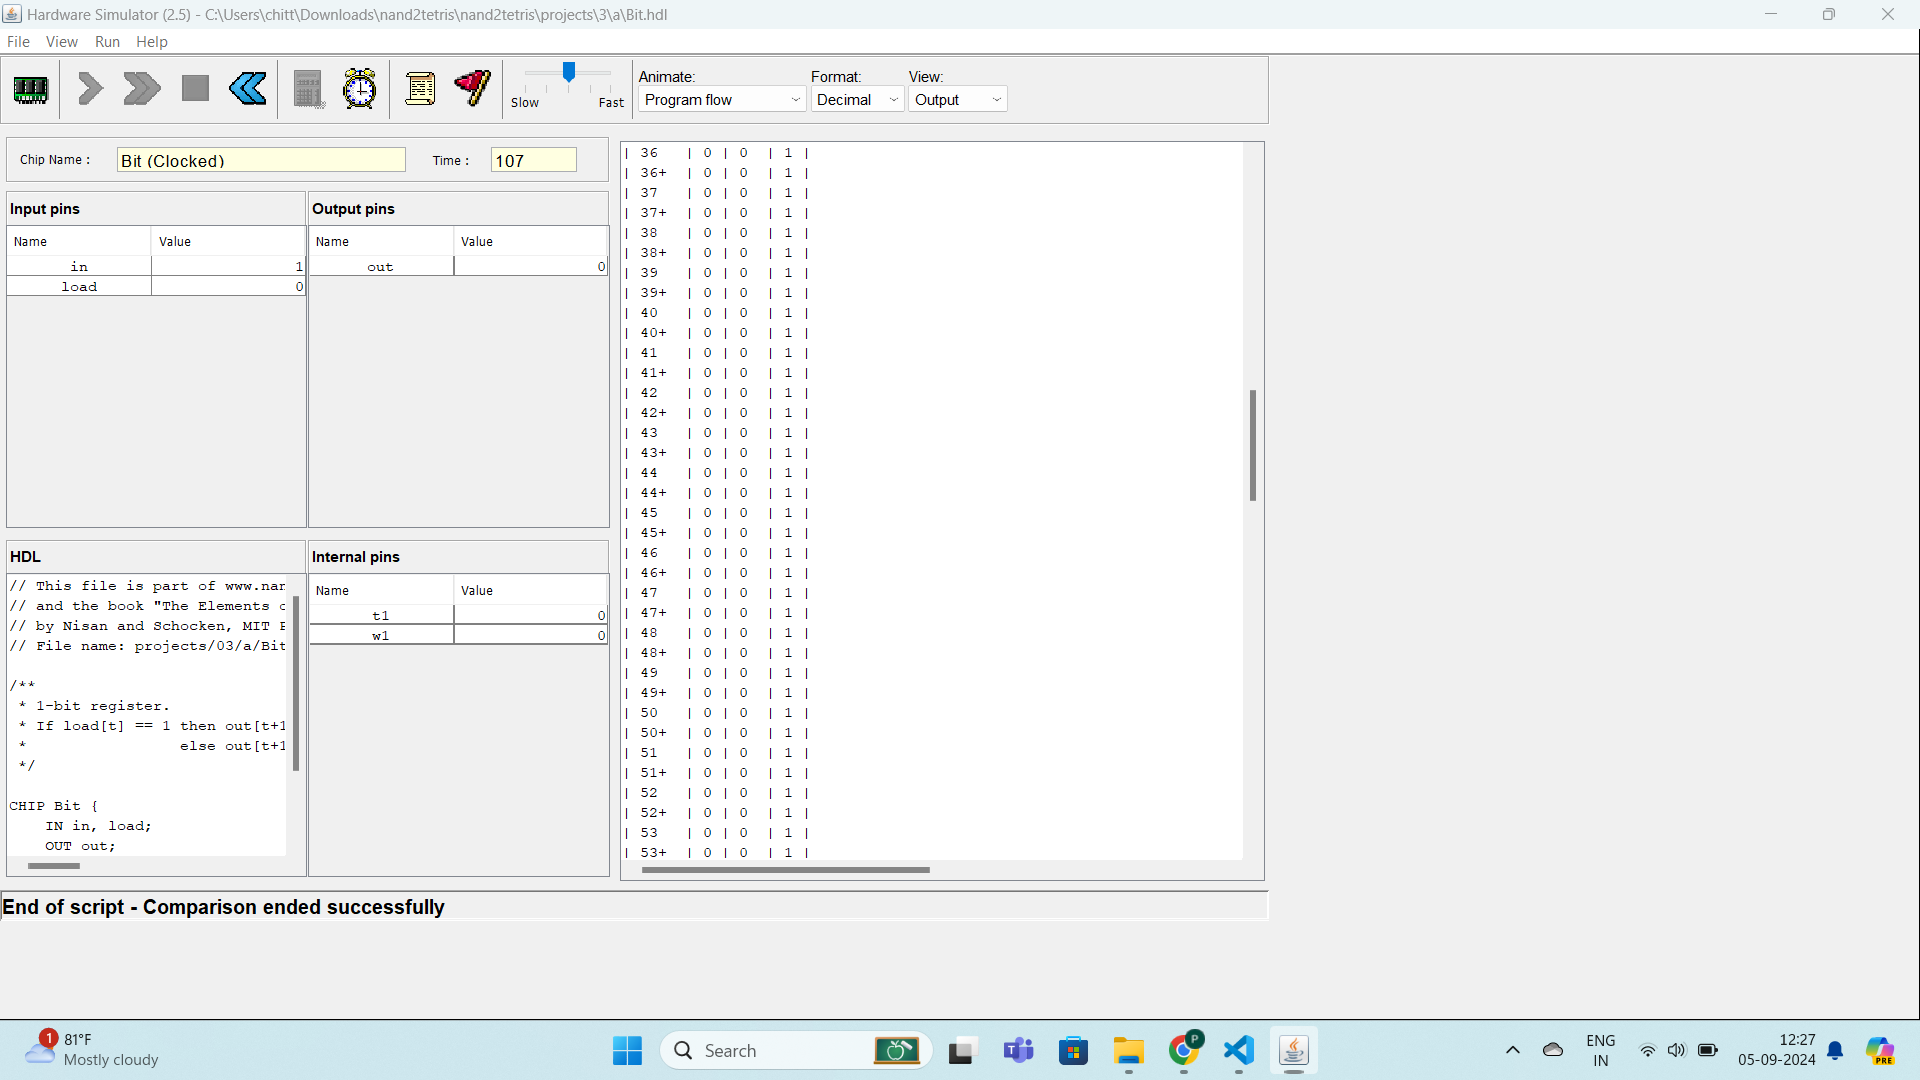 Hardware Simulator (2.5) - C:\Users\chitt\Downloads\nand2tetris\nand2tetris\projects\3\a\Bit.hdl
File View Run Help
Slow Fast
Animate: Format: View:
Program flow Decimal Output
Chip Name : Bit (Clocked) Time : 107
Input pins
Name Value
in 1
load 0
Output pins
Name Value
out 0
HDL
// This file is part of www.nan
// and the book "The Elements o
// by Nisan and Schocken, MIT P
// File name: projects/03/a/Bit
/**
* 1-bit register.
* If load[t] == 1 then out[t+1
* else out[t+1
*/
CHIP Bit {
IN in, load;
OUT out;
Internal pins
Name Value
t1 0
w1 0
| 36 | 0 | 0 | 1 |
| 36+ | 0 | 0 | 1 |
| 37 | 0 | 0 | 1 |
| 37+ | 0 | 0 | 1 |
| 38 | 0 | 0 | 1 |
| 38+ | 0 | 0 | 1 |
| 39 | 0 | 0 | 1 |
| 39+ | 0 | 0 | 1 |
| 40 | 0 | 0 | 1 |
| 40+ | 0 | 0 | 1 |
| 41 | 0 | 0 | 1 |
| 41+ | 0 | 0 | 1 |
| 42 | 0 | 0 | 1 |
| 42+ | 0 | 0 | 1 |
| 43 | 0 | 0 | 1 |
| 43+ | 0 | 0 | 1 |
| 44 | 0 | 0 | 1 |
| 44+ | 0 | 0 | 1 |
| 45 | 0 | 0 | 1 |
| 45+ | 0 | 0 | 1 |
| 46 | 0 | 0 | 1 |
| 46+ | 0 | 0 | 1 |
| 47 | 0 | 0 | 1 |
| 47+ | 0 | 0 | 1 |
| 48 | 0 | 0 | 1 |
| 48+ | 0 | 0 | 1 |
| 49 | 0 | 0 | 1 |
| 49+ | 0 | 0 | 1 |
| 50 | 0 | 0 | 1 |
| 50+ | 0 | 0 | 1 |
| 51 | 0 | 0 | 1 |
| 51+ | 0 | 0 | 1 |
| 52 | 0 | 0 | 1 |
| 52+ | 0 | 0 | 1 |
| 53 | 0 | 0 | 1 |
| 53+ | 0 | 0 | 1 |
End of script - Comparison ended successfully
1
81°F
Mostly cloudy
Search
P
ENG
IN
12:27
05-09-2024
PRE